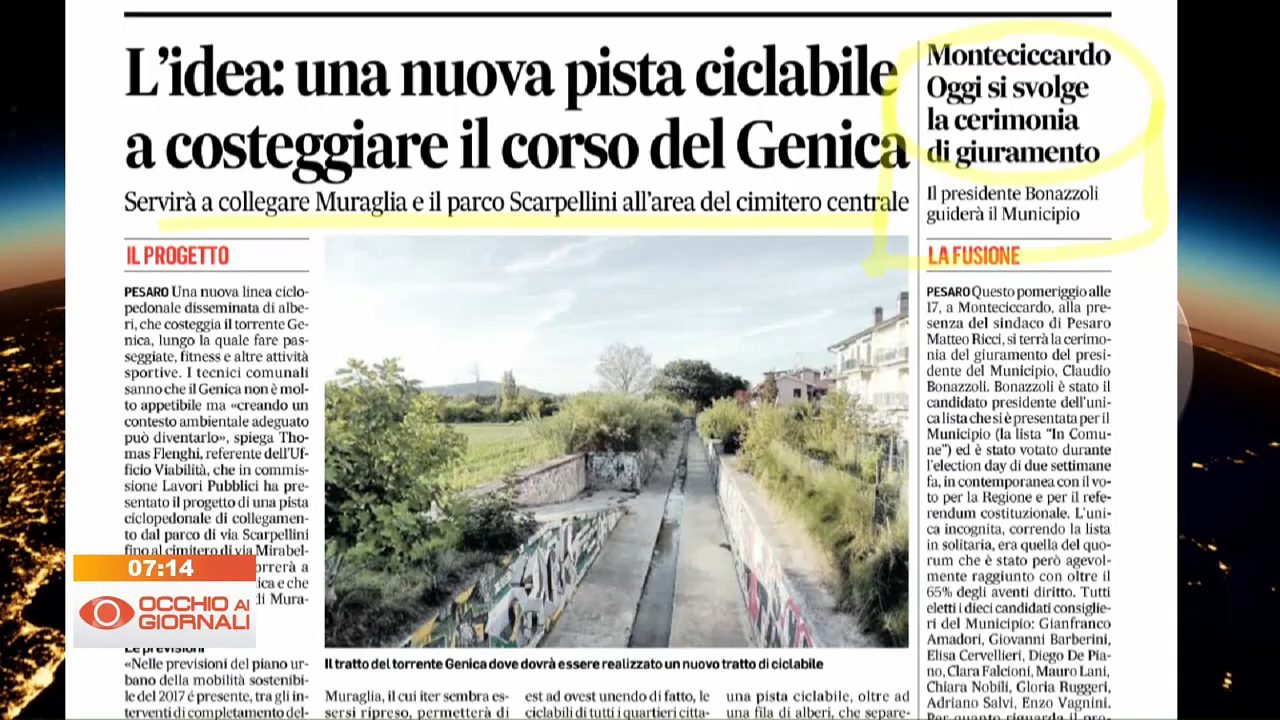 L'idea: una nuova pista ciclabile
a costeggiare il corso del Genica
Servirà a collegare Muraglia e il parco Scarpellini all'area del cimitero centrale
IL PROGETTO
PESARO Una nuova linea ciclo-
pedonale disseminata di albe-
ri, che costeggia il torrente Ge-
nica, lungo la quale fare pas-
seggiate, fitness e altre attività
sportive. I tecnici comunali
sanno che il Genica non è mol-
to appetibile ma «creando un
contesto ambientale adeguato
può diventarlo», spiega Tho-
mas Flenghi, referente dell'Uf-
ficio Viabilità, che in commis-
sione Lavori Pubblici ha pre-
sentato il progetto di una pista
ciclopedonale di collegamen-
to dal parco di via Scarpellini
fino al cimitero di via Mirabel-
orrerà a
ica e che
di Mura-
07:14
OCCHIO AI
GIORNALI
Le previsioni
«Nelle previsioni del piano ur-
bano della mobilità sostenibi-
le del 2017 é presente, tra gli in-
terventi di completamento del-
Il tratto del torrente Genica dove dovrà essere realizzato un nuovo tratto di ciclabile
Muraglia, il cui iter sembra es-
sersi ripreso, permetterà di
est ad ovest unendo di fatto, le
ciclabili di tutti i quartieri citta-
una pista ciclabile, oltre ad
una fila di alberi, che separe-
Monteciccardo
Oggi si svolge
la cerimonia
di giuramento
Il presidente Bonazzoli
guiderà il Municipio
LA FUSIONE
PESARO Questo pomeriggio alle
17, a Monteciccardo, alla pre-
senza del sindaco di Pesaro
Matteo Ricci, si terrà la cerimo-
nia del giuramento del presi-
dente del Municipio, Claudio
Bonazzoli. Bonazzoli è stato il
candidato presidente dell'uni-
ca lista che si è presentata per il
Municipio (la lista "In Comu-
ne") ed è stato votato durante
l'election day di due settimane
fa, in contemporanea con il vo-
to per la Regione e per il refe-
rendum costituzionale. L'uni-
ca incognita, correndo la lista
in solitaria, era quella del quo-
rum che è stato però agevol-
mente raggiunto con oltre il
65% degli aventi diritto. Tutti
eletti i dieci candidati consiglie-
ri del Municipio: Gianfranco
Amadori, Giovanni Barberini,
Elisa Cervellieri, Diego De Pia-
no, Clara Falcioni, Mauro Lani,
Chiara Nobili, Gloria Ruggeri,
Adriano Salvi, Enzo Vagnini.
Per quanto riguarda il pro-